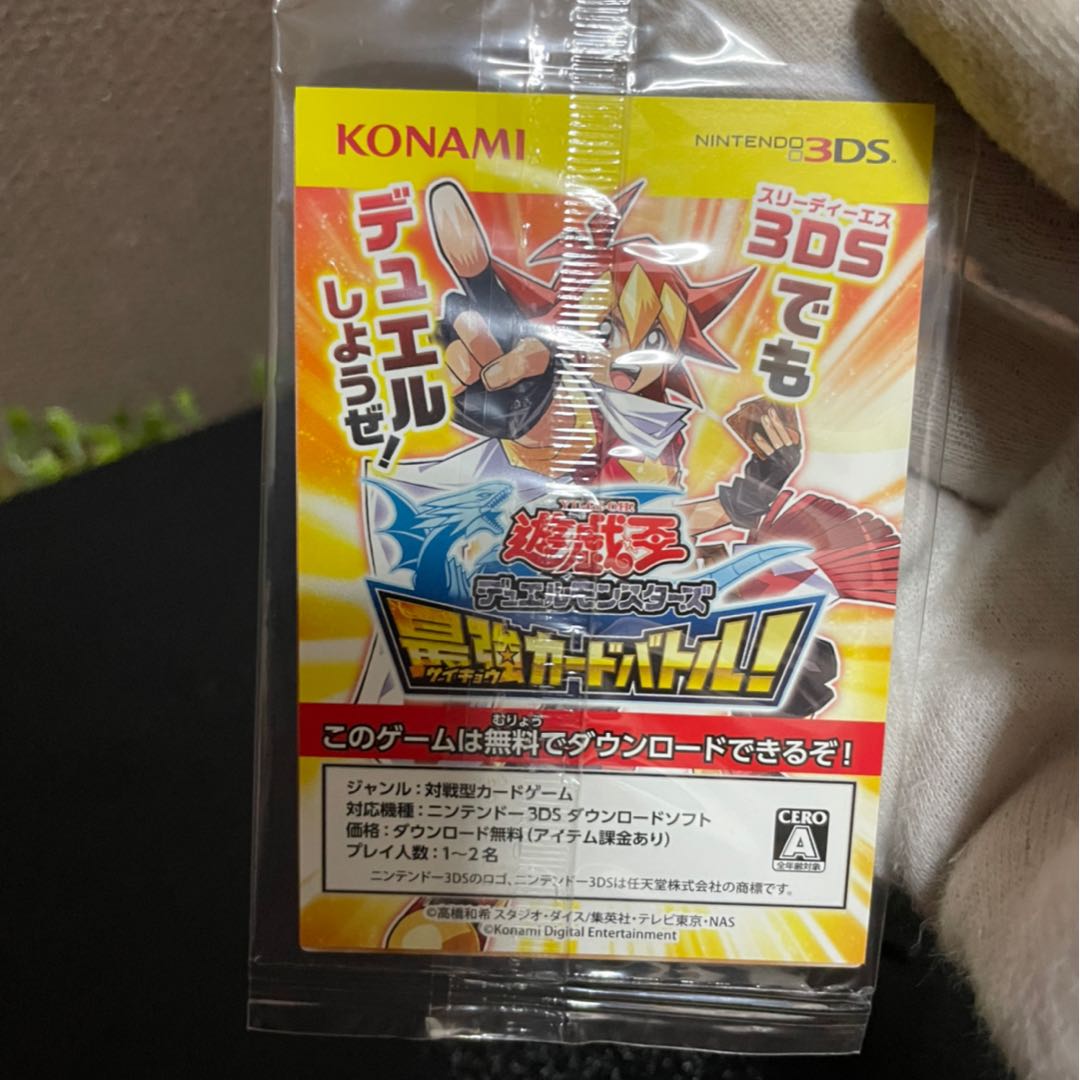 KONAMI
NINTENDO 3DS™
スリーディーエス
3DSでも
デュエル
しようぜ!
YU-GI-OH!
遊戯王
デュエルモンスターズ
最強カードバトル!
サイキョウ
むりょう
このゲームは無料でダウンロードできるぞ!
ジャンル:対戦型カードゲーム
対応機種:ニンテンドー3DS ダウンロードソフト
価格:ダウンロード無料(アイテム課金あり)
プレイ人数:1〜2名
CERO
A
全年齢対象
ニンテンドー3DSのロゴ、ニンテンドー3DSは任天堂株式会社の商標です。
©高橋和希 スタジオ・ダイス/集英社・テレビ東京・NAS
©Konami Digital Entertainment